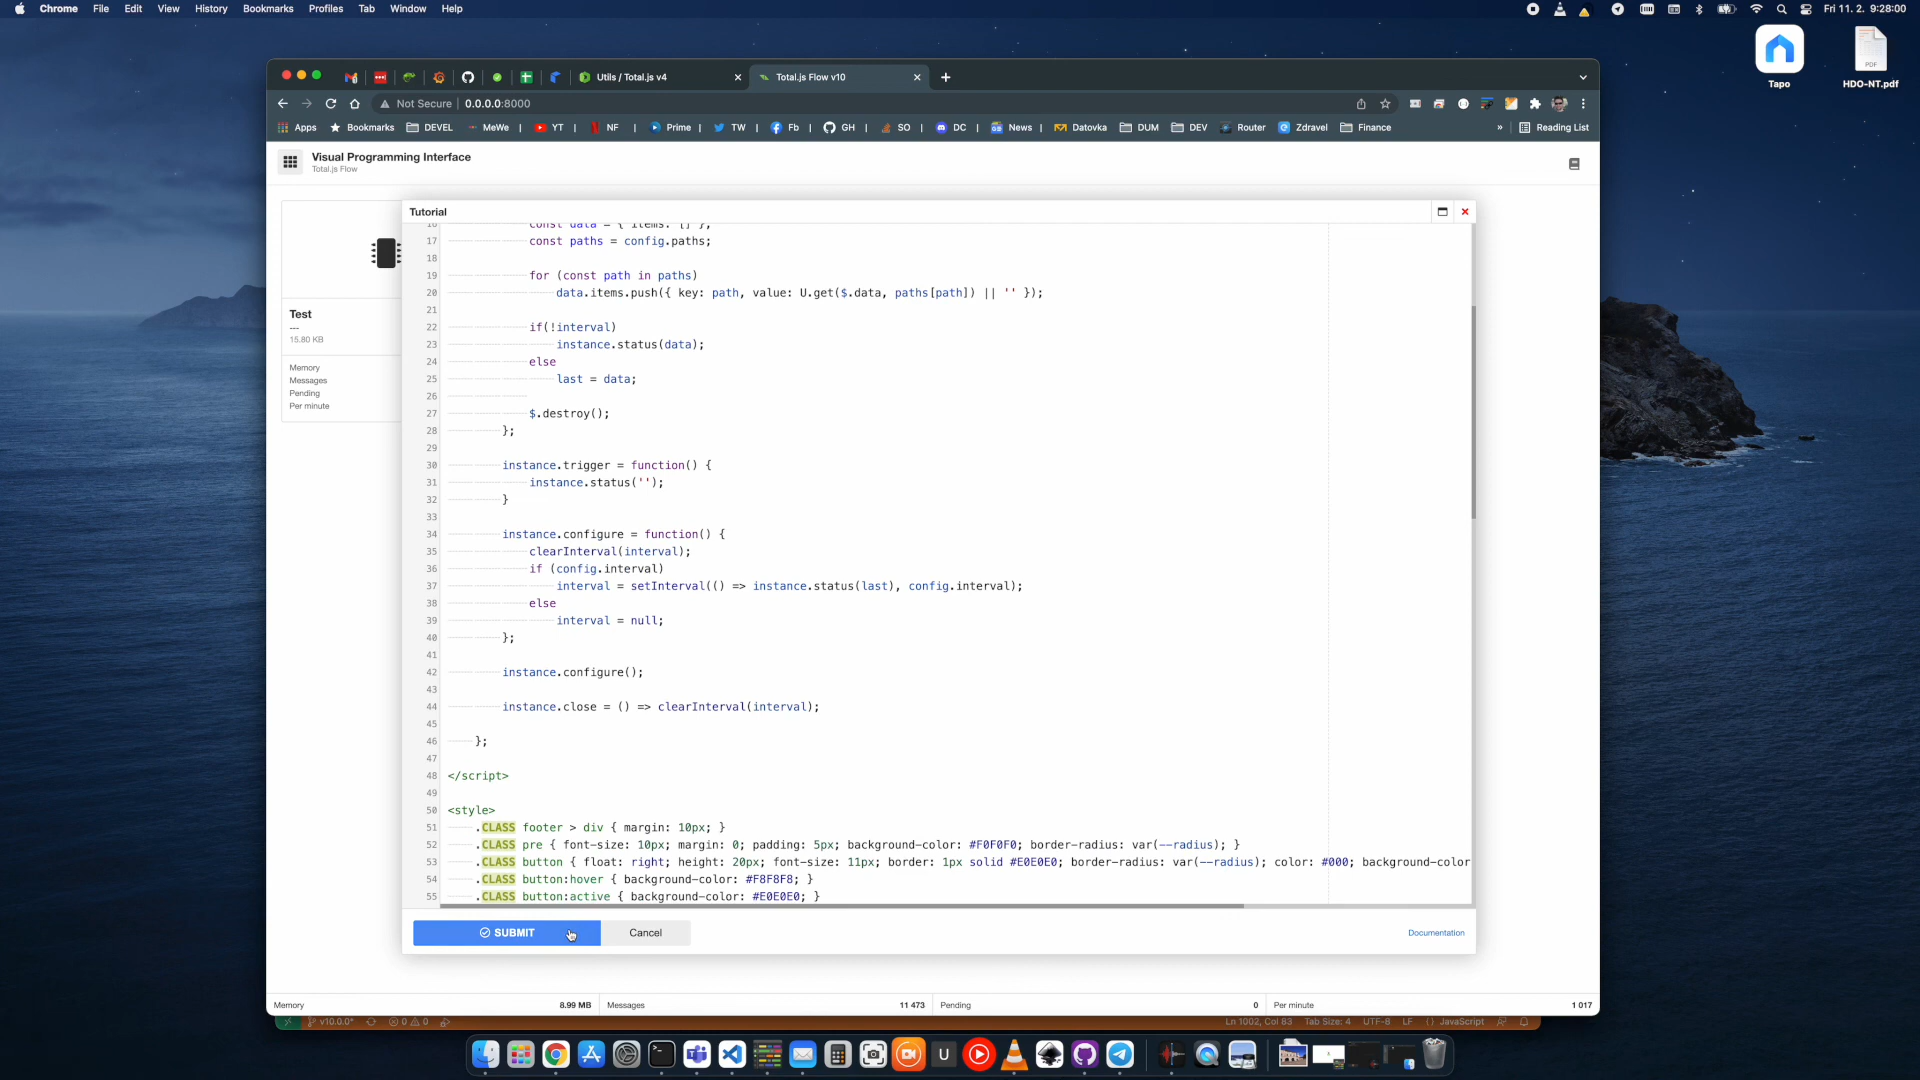 Chrome File Edit View History Bookmarks Profiles Tab Window Help Fri 11. 2. 9:28:00
Utils / Total.js v4 Total.js Flow v10
Not Secure 0.0.0.0:8000
Apps Bookmarks DEVEL MeWe | YT | NF | Prime | TW | Fb | GH | SO | DC | News | Datovka DUM DEV Router Zdravel Finance » Reading List
Visual Programming Interface
Total.js Flow
Tutorial
Test
---
15.80 KB
Memory
Messages
Pending
Per minute
16 const data = { items: [] };
17 const paths = config.paths;
18
19 for (const path in paths)
20 data.items.push({ key: path, value: U.get($.data, paths[path]) || '' });
21
22 if(!interval)
23 instance.status(data);
24 else
25 last = data;
26
27 $.destroy();
28 };
29
30 instance.trigger = function() {
31 instance.status('');
32 }
33
34 instance.configure = function() {
35 clearInterval(interval);
36 if (config.interval)
37 interval = setInterval(() => instance.status(last), config.interval);
38 else
39 interval = null;
40 };
41
42 instance.configure();
43
44 instance.close = () => clearInterval(interval);
45
46 };
47
48 </script>
49
50 <style>
51 .CLASS footer > div { margin: 10px; }
52 .CLASS pre { font-size: 10px; margin: 0; padding: 5px; background-color: #F0F0F0; border-radius: var(--radius); }
53 .CLASS button { float: right; height: 20px; font-size: 11px; border: 1px solid #E0E0E0; border-radius: var(--radius); color: #000; background-color
54 .CLASS button:hover { background-color: #F8F8F8; }
55 .CLASS button:active { background-color: #E0E0E0; }
SUBMIT Cancel Documentation
Memory 8.99 MB Messages 11 473 Pending 0 Per minute 1 017
v10.0.0* 0 0 Ln 1002, Col 83 Tab Size: 4 UTF-8 LF {} JavaScript
Tapo
PDF
HDO-NT.pdf
U